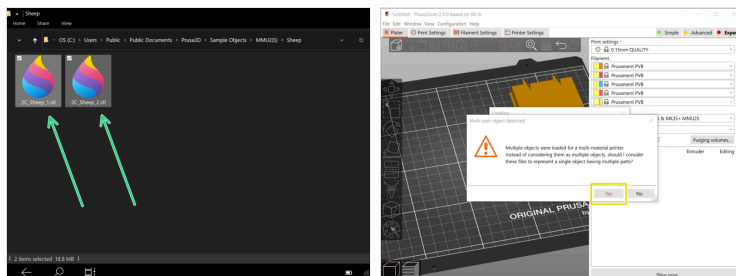 Sheep
Home Share View
OS (C:) › Users › Public › Public Documents › Prusa3D › Sample Objects › MMU2(S) › Sheep
2C_Sheep_1.stl
2C_Sheep_2.stl
2 items selected 18.8 MB
*Untitled - PrusaSlicer-2.5.0 based on Slic3r
File Edit Window View Configuration Help
Plater Print Settings Filament Settings Printer Settings
Simple Advanced Expe
Print settings :
0.15mm QUALITY
Filament :
Prusament PVB
Prusament PVB
Prusament PVB
Prusament PVB
Prusament PVB
S & MK3S+ MMU2S
Purging volumes...
Extruder Editing
Loading
Multi-part object detected
Multiple objects were loaded for a multi-material printer.
Instead of considering them as multiple objects, should I consider
these files to represent a single object having multiple parts?
Yes No
ORIGINAL PRUSA
by
Slice now